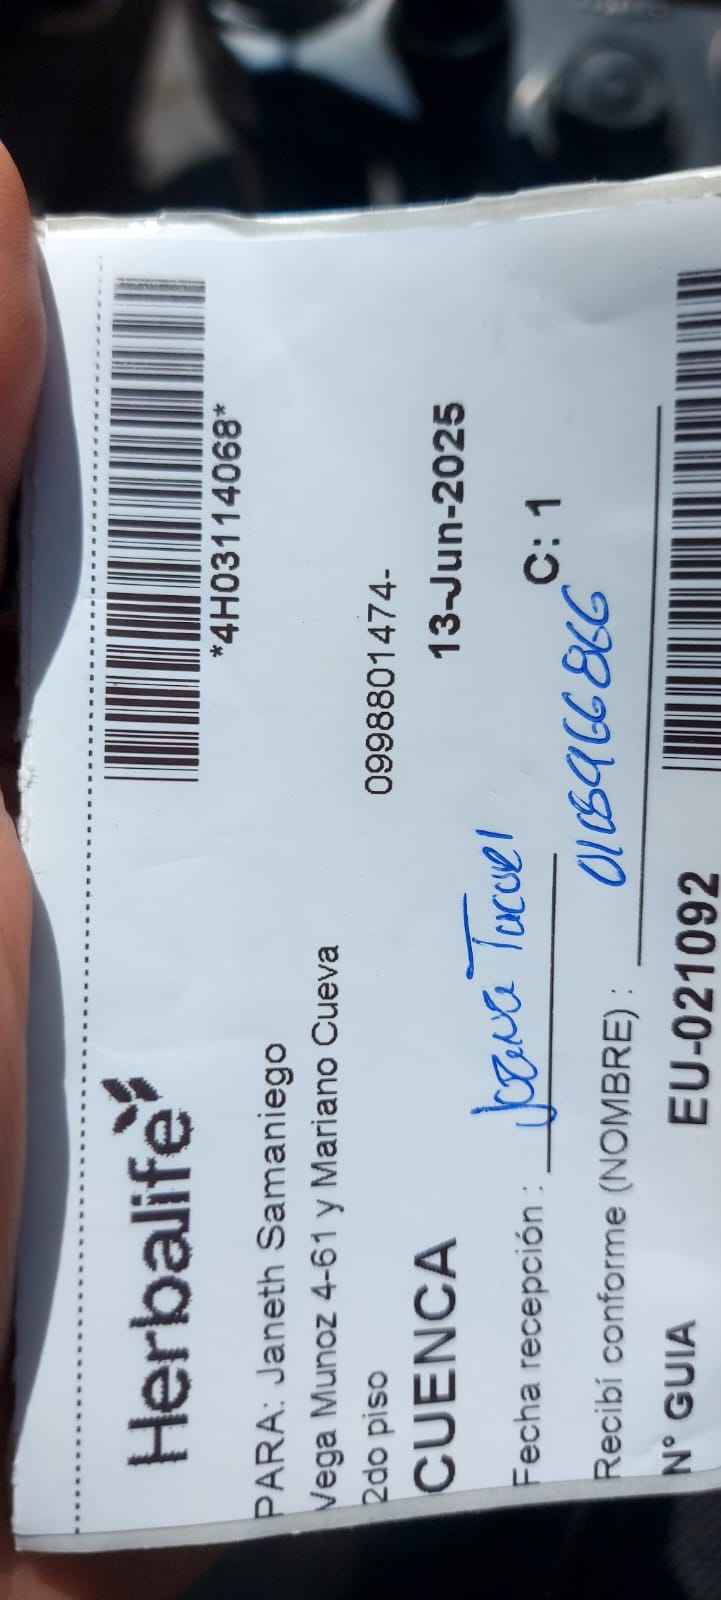 Herbalife
*4H03114068*
PARA: Janeth Samaniego
Vega Munoz 4-61 y Mariano Cueva
2do piso
0998801474-
CUENCA
13-Jun-2025
Fecha recepción :
C: 1
Recibí conforme (NOMBRE) :
N° GUIA
EU-021092